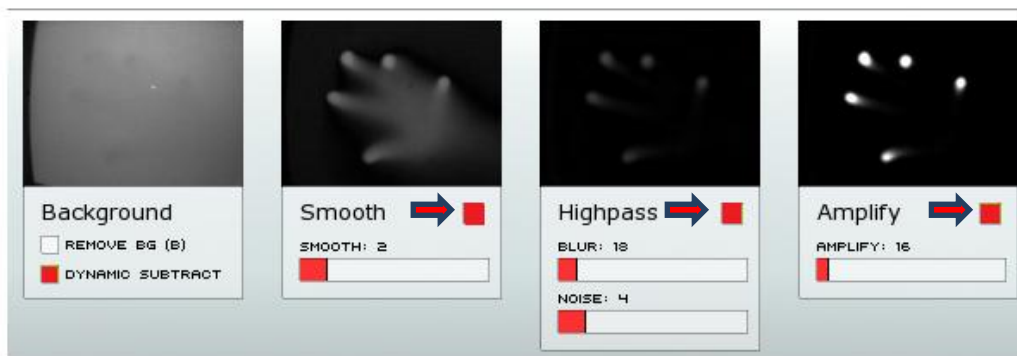 Background
REMOVE BG (B)
DYNAMIC SUBTRACT
Smooth
SMOOTH: 2
Highpass
BLUR: 18
NOISE: 4
Amplify
AMPLIFY: 16